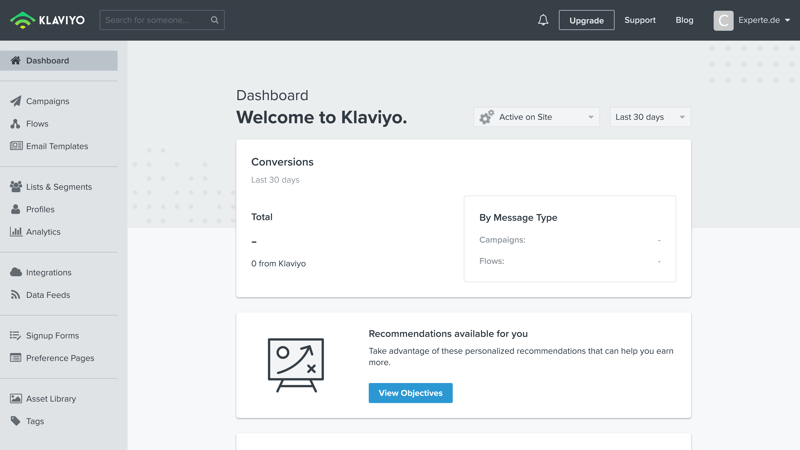 KLAVIYO
Search for someone...
Upgrade
Support
Blog
C
Experte.de
Dashboard
Campaigns
Flows
Email Templates
Lists & Segments
Profiles
Analytics
Integrations
Data Feeds
Signup Forms
Preference Pages
Asset Library
Tags
Dashboard
Welcome to Klaviyo.
Active on Site
Last 30 days
Conversions
Last 30 days
Total
-
0 from Klaviyo
By Message Type
Campaigns: -
Flows: -
Recommendations available for you
Take advantage of these personalized recommendations that can help you earn
more.
View Objectives